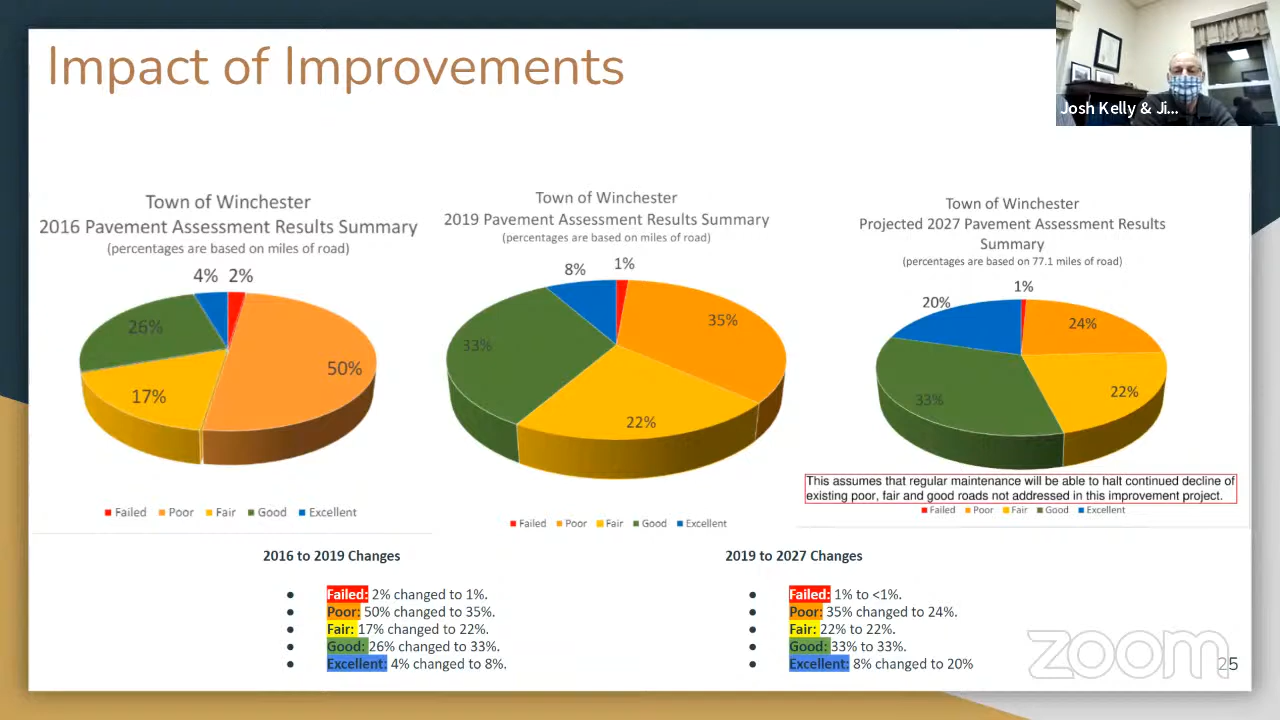 Impact of Improvements
Josh Kelly & Ji...
Town of Winchester
2016 Pavement Assessment Results Summary
(percentages are based on miles of road)
4% 2%
26%
50%
17%
Failed Poor Fair Good Excellent
Town of Winchester
2019 Pavement Assessment Results Summary
(percentages are based on miles of road)
8% 1%
35%
33%
22%
Failed Poor Fair Good Excellent
Town of Winchester
Projected 2027 Pavement Assessment Results
Summary
(percentages are based on 77.1 miles of road)
1%
20%
24%
22%
33%
This assumes that regular maintenance will be able to halt continued decline of
existing poor, fair and good roads not addressed in this improvement project.
Failed Poor Fair Good Excellent
2016 to 2019 Changes
● Failed: 2% changed to 1%.
● Poor: 50% changed to 35%.
● Fair: 17% changed to 22%.
● Good: 26% changed to 33%.
● Excellent: 4% changed to 8%.
2019 to 2027 Changes
● Failed: 1% to <1%.
● Poor: 35% changed to 24%.
● Fair: 22% to 22%.
● Good: 33% to 33%.
● Excellent: 8% changed to 20%
zoom
25